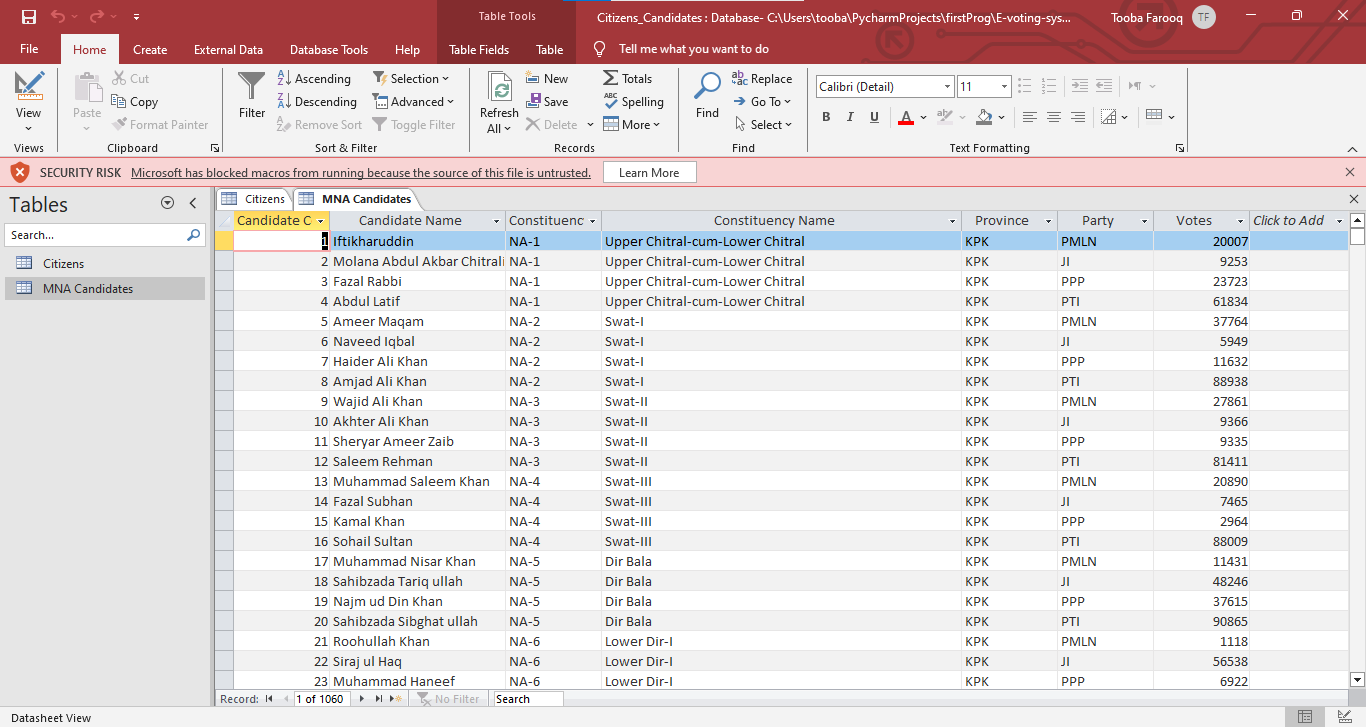 Table Tools
Citizens_Candidates : Database- C:\Users\tooba\PycharmProjects\firstProg\E-voting-sys...
Tooba Farooq
TF
File Home Create External Data Database Tools Help Table Fields Table Tell me what you want to do
View
Views
Paste
Cut
Copy
Format Painter
Clipboard
Filter
Ascending
Descending
Remove Sort
Selection
Advanced
Toggle Filter
Sort & Filter
Refresh
All
New
Save
Delete
Totals
Spelling
More
Records
Find
Replace
Go To
Select
Find
Calibri (Detail) 11
B I U
Text Formatting
SECURITY RISK Microsoft has blocked macros from running because the source of this file is untrusted. Learn More
Tables
Search...
Citizens
MNA Candidates
Citizens MNA Candidates
Candidate C Candidate Name Constituenc Constituency Name Province Party Votes Click to Add
1 Iftikharuddin NA-1 Upper Chitral-cum-Lower Chitral KPK PMLN 20007
2 Molana Abdul Akbar Chitrali NA-1 Upper Chitral-cum-Lower Chitral KPK JI 9253
3 Fazal Rabbi NA-1 Upper Chitral-cum-Lower Chitral KPK PPP 23723
4 Abdul Latif NA-1 Upper Chitral-cum-Lower Chitral KPK PTI 61834
5 Ameer Maqam NA-2 Swat-I KPK PMLN 37764
6 Naveed Iqbal NA-2 Swat-I KPK JI 5949
7 Haider Ali Khan NA-2 Swat-I KPK PPP 11632
8 Amjad Ali Khan NA-2 Swat-I KPK PTI 88938
9 Wajid Ali Khan NA-3 Swat-II KPK PMLN 27861
10 Akhter Ali Khan NA-3 Swat-II KPK JI 9366
11 Sheryar Ameer Zaib NA-3 Swat-II KPK PPP 9335
12 Saleem Rehman NA-3 Swat-II KPK PTI 81411
13 Muhammad Saleem Khan NA-4 Swat-III KPK PMLN 20890
14 Fazal Subhan NA-4 Swat-III KPK JI 7465
15 Kamal Khan NA-4 Swat-III KPK PPP 2964
16 Sohail Sultan NA-4 Swat-III KPK PTI 88009
17 Muhammad Nisar Khan NA-5 Dir Bala KPK PMLN 11431
18 Sahibzada Tariq ullah NA-5 Dir Bala KPK JI 48246
19 Najm ud Din Khan NA-5 Dir Bala KPK PPP 37615
20 Sahibzada Sibghat ullah NA-5 Dir Bala KPK PTI 90865
21 Roohullah Khan NA-6 Lower Dir-I KPK PMLN 1118
22 Siraj ul Haq NA-6 Lower Dir-I KPK JI 56538
23 Muhammad Haneef NA-6 Lower Dir-I KPK PPP 6922
Record: 1 of 1060 No Filter Search
Datasheet View